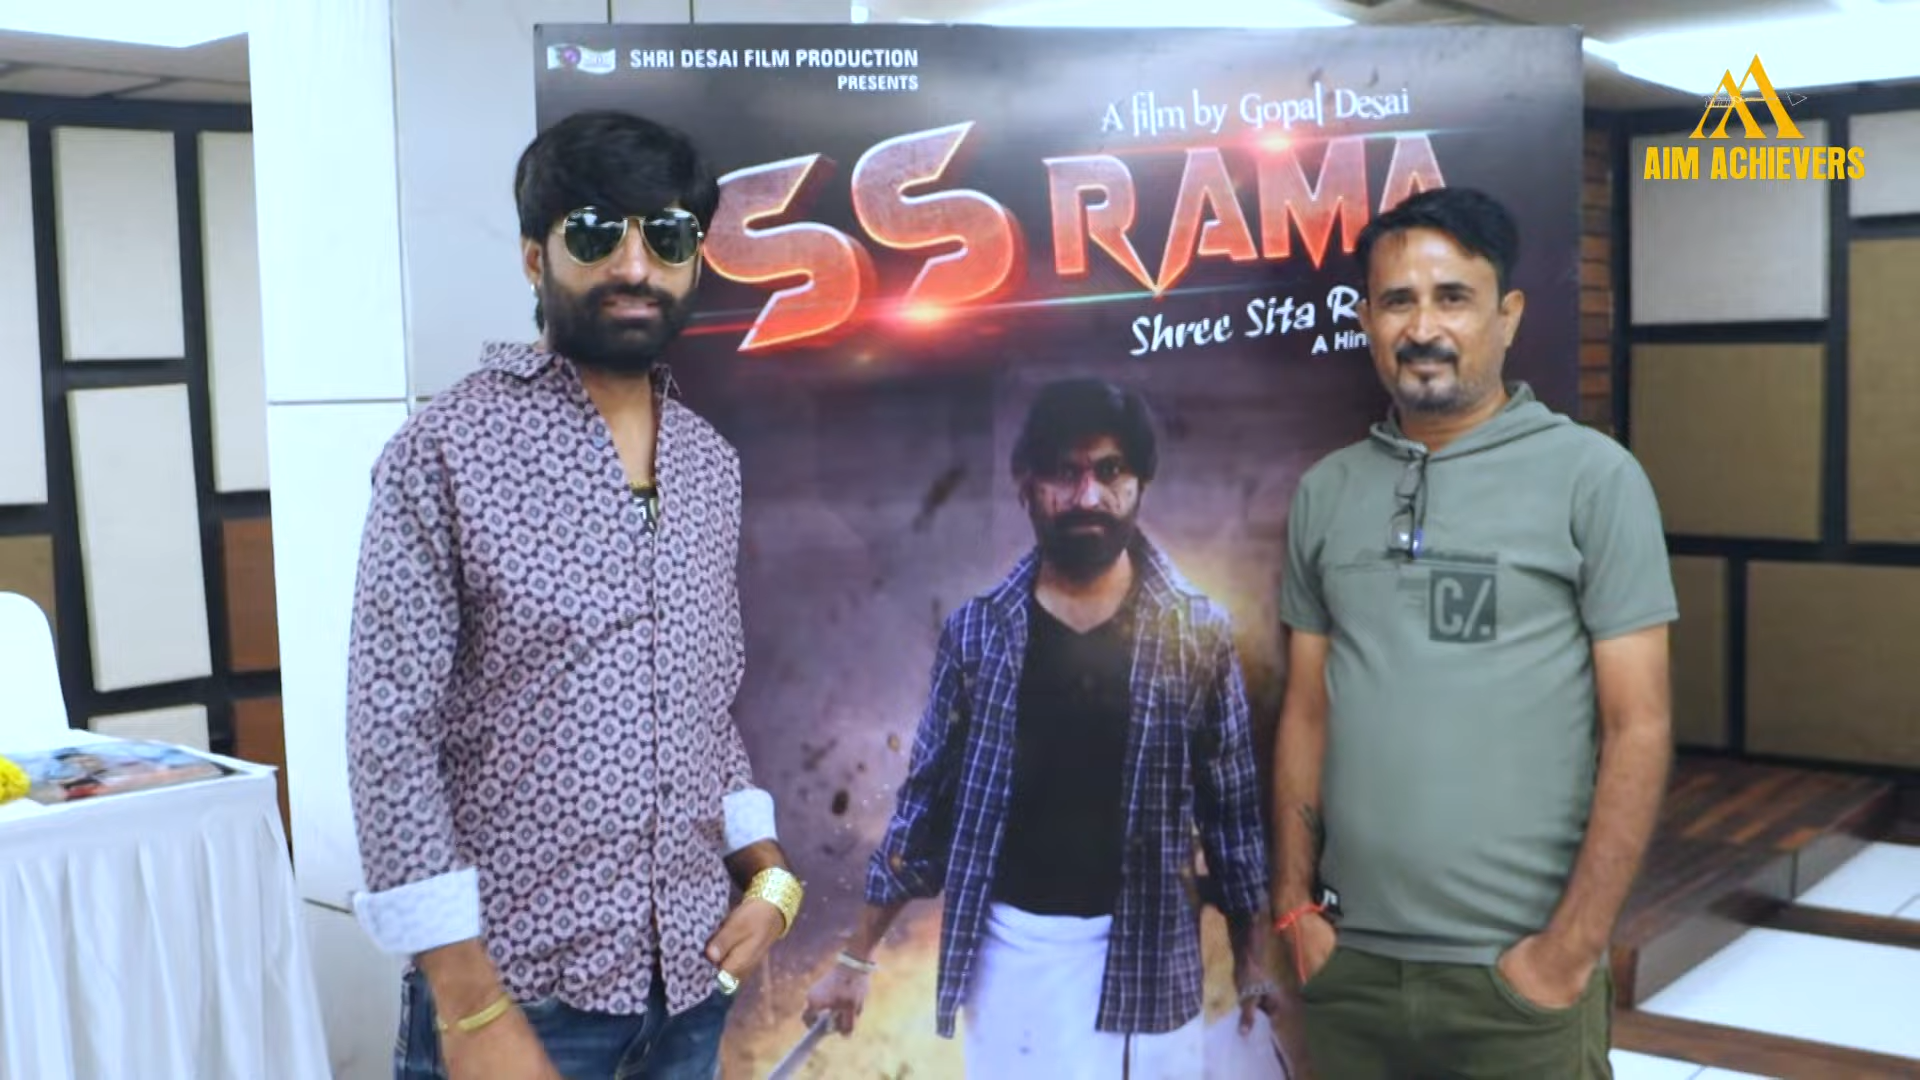 SHRI DESAI FILM PRODUCTION
PRESENTS
A film by Gopal Desai
SS RAMA
Shree Sita
A
AIM ACHIEVERS
C/.